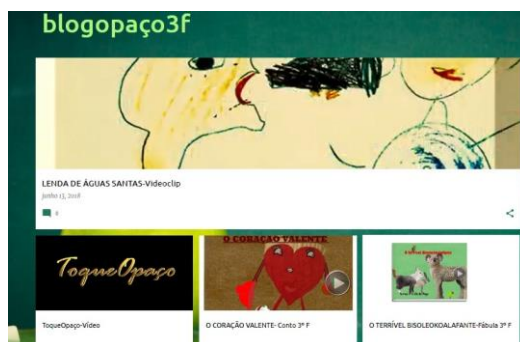 blogopaço3f
LENDA DE ÁGUAS SANTAS-Videoclip
junho 13, 2018
ToqueOpaço
O CORAÇÃO VALENTE
ToqueOpaço-Vídeo
O CORAÇÃO VALENTE-Conto 3º F
O TERRÍVEL BISOLEOKOALAFANTE-Fábula 3º F